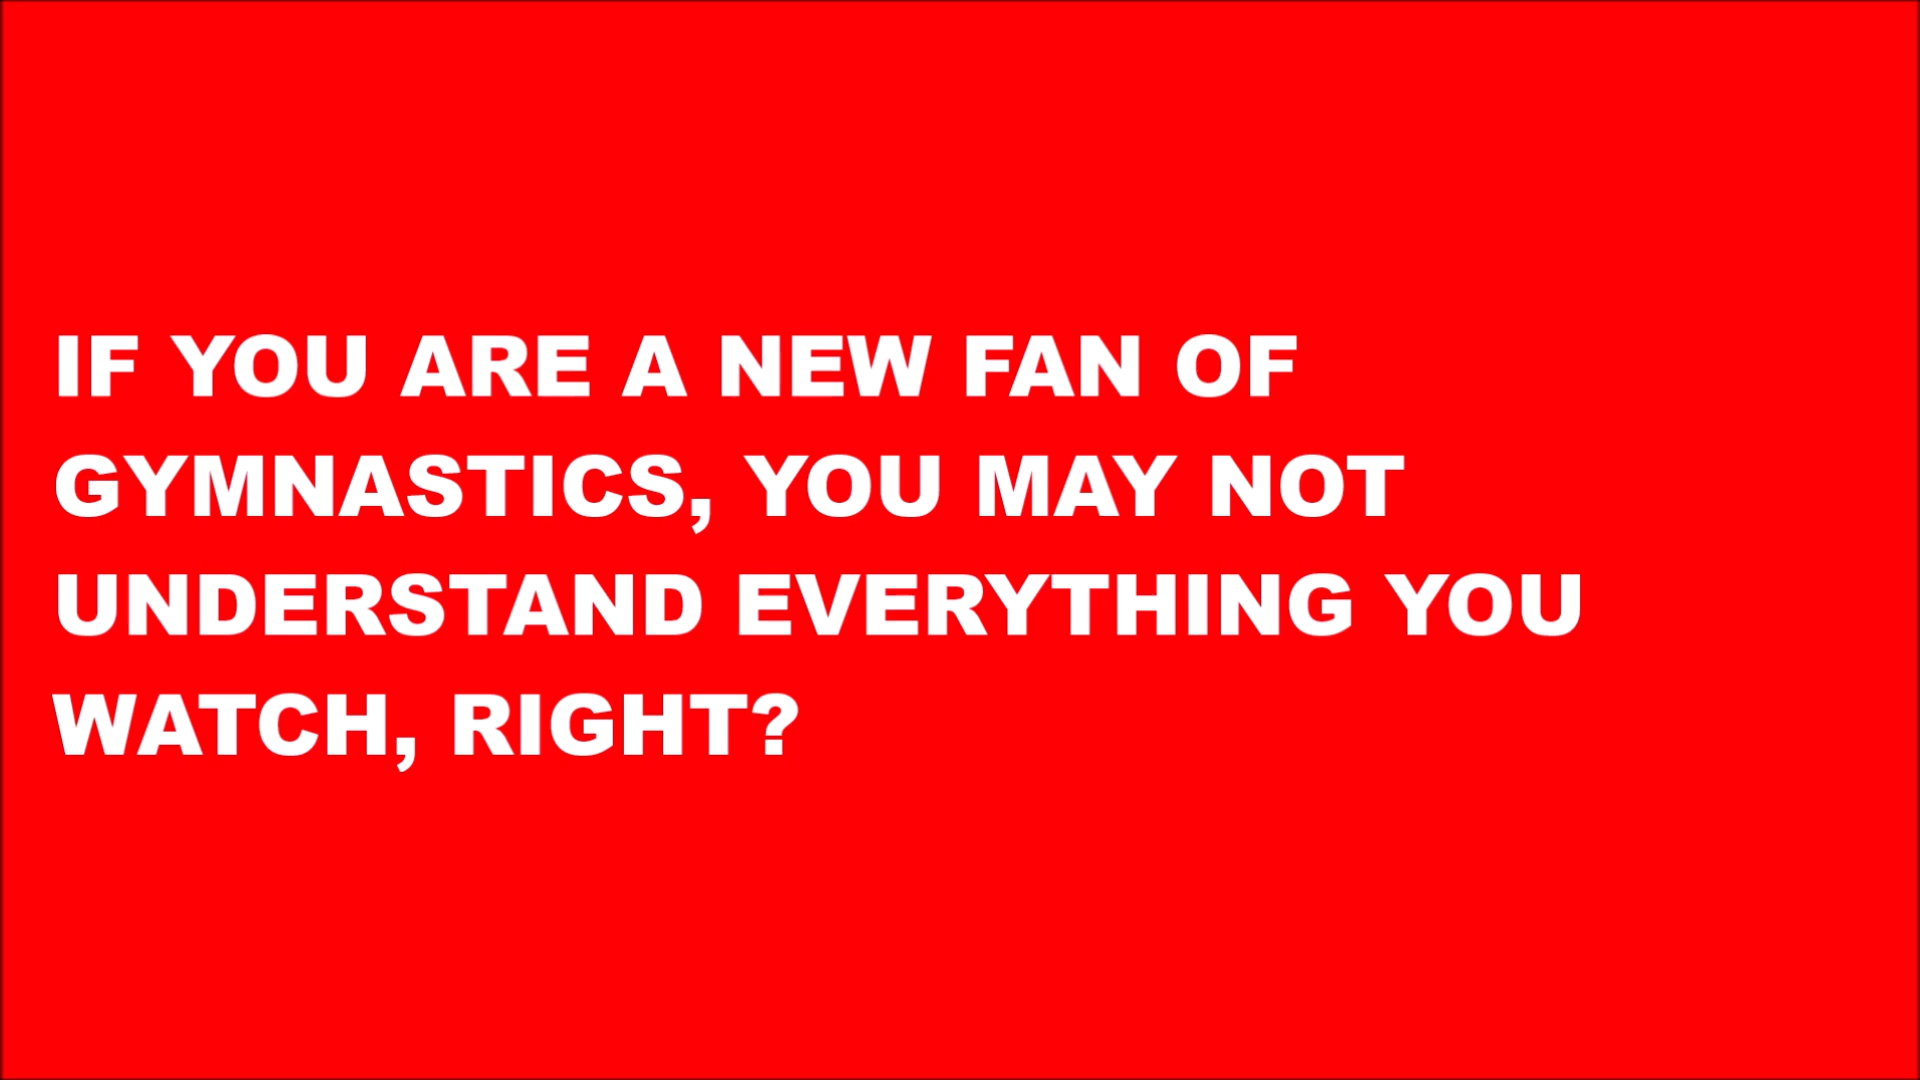 IF YOU ARE A NEW FAN OF
GYMNASTICS, YOU MAY NOT
UNDERSTAND EVERYTHING YOU
WATCH, RIGHT?